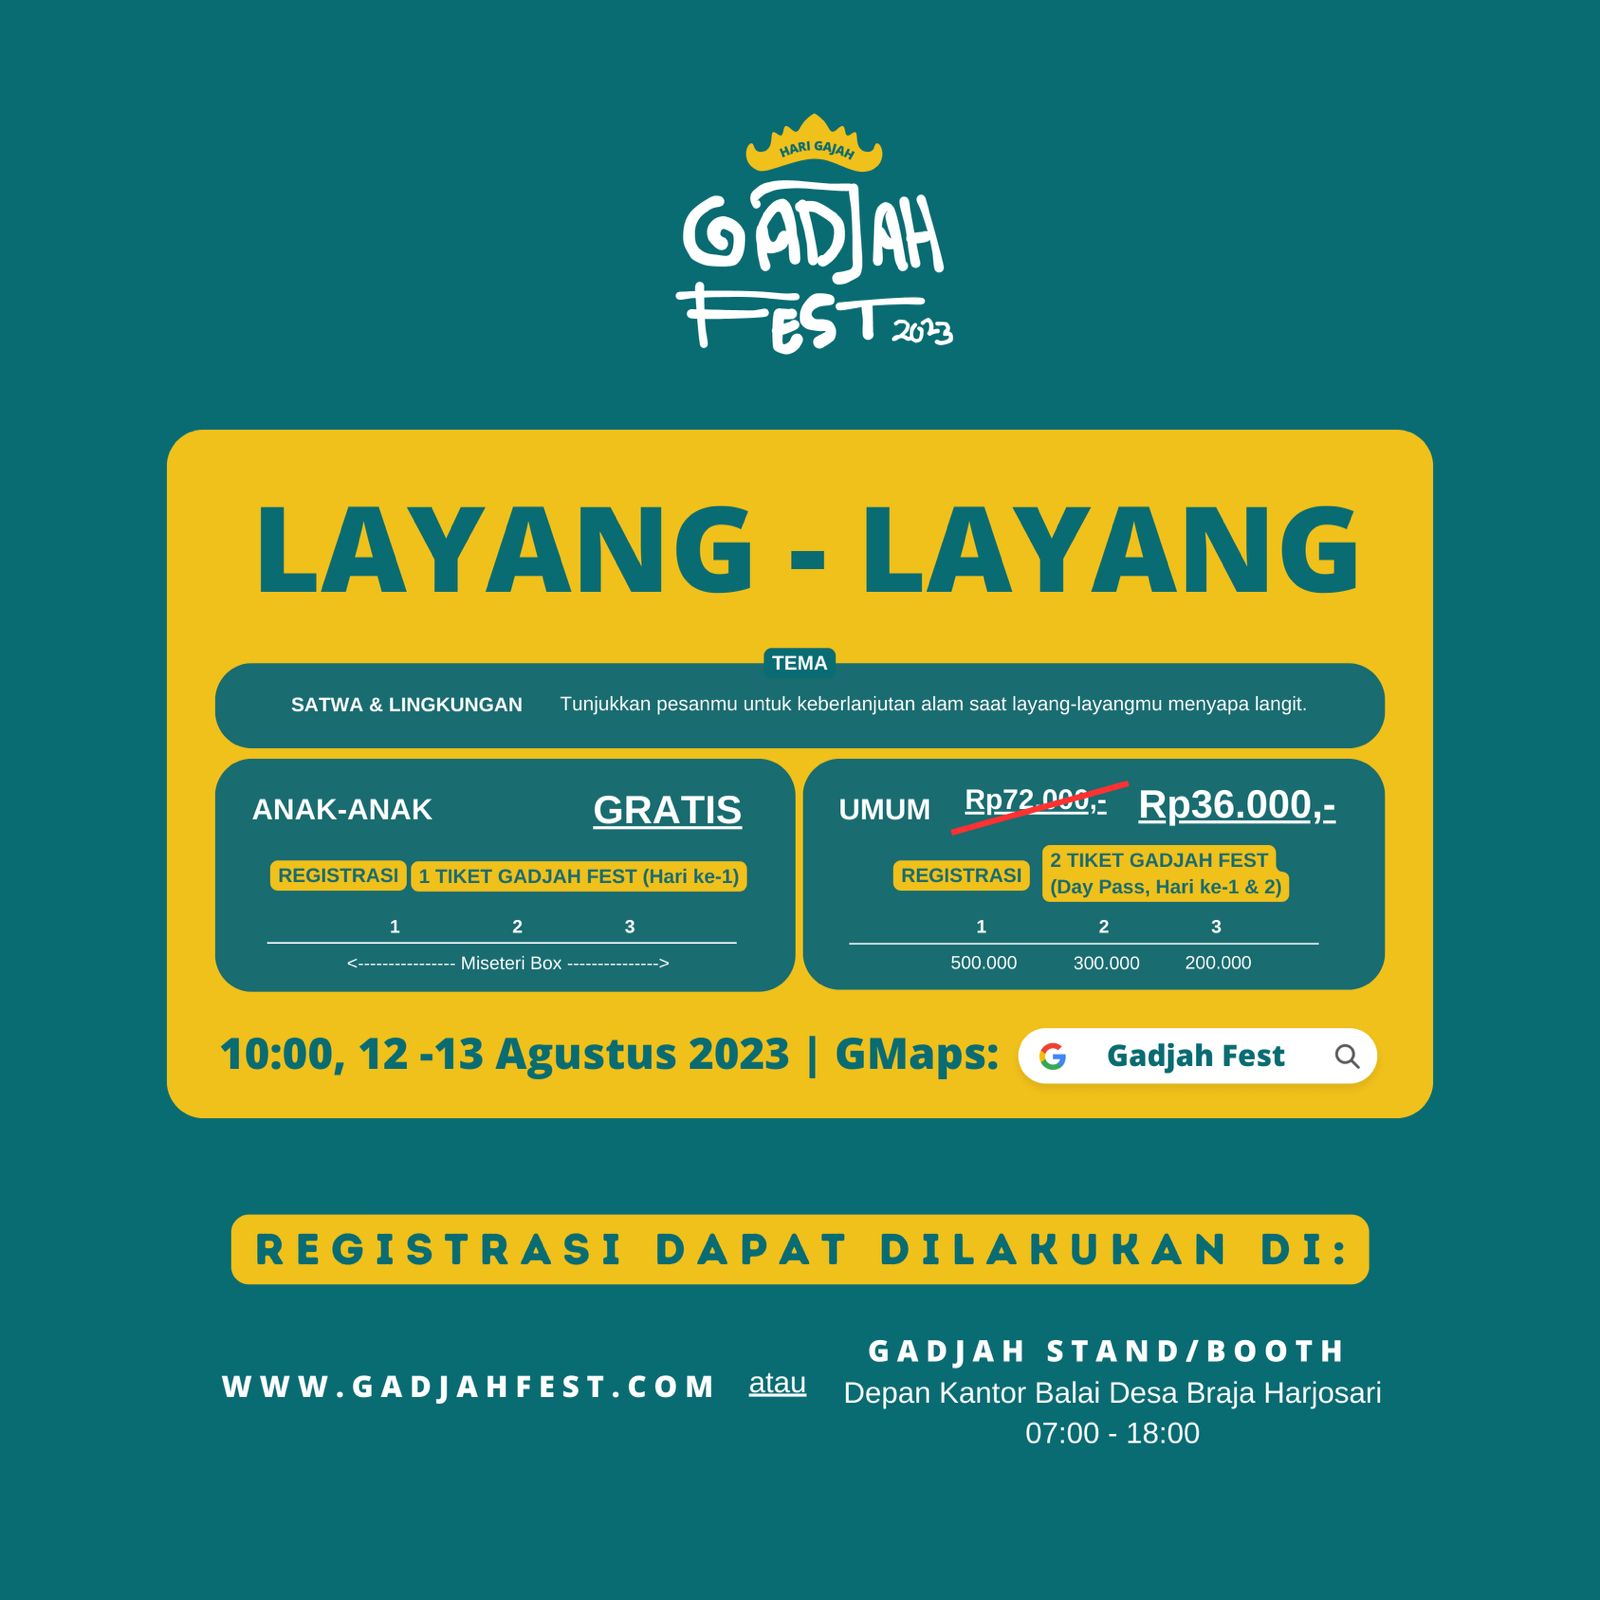 HARI GAJAH
GADJAH
FEST 2023
LAYANG - LAYANG
TEMA
SATWA & LINGKUNGAN Tunjukkan pesanmu untuk keberlanjutan alam saat layang-layangmu menyapa langit.
ANAK-ANAK GRATIS
REGISTRASI 1 TIKET GADJAH FEST (Hari ke-1)
1 2 3
<---------------- Miseteri Box --------------->
UMUM Rp72.000,- Rp36.000,-
REGISTRASI 2 TIKET GADJAH FEST
(Day Pass, Hari ke-1 & 2)
1 2 3
500.000 300.000 200.000
10:00, 12 -13 Agustus 2023 | GMaps: Gadjah Fest
REGISTRASI DAPAT DILAKUKAN DI:
WWW.GADJAHFEST.COM atau
GADJAH STAND/BOOTH
Depan Kantor Balai Desa Braja Harjosari
07:00 - 18:00